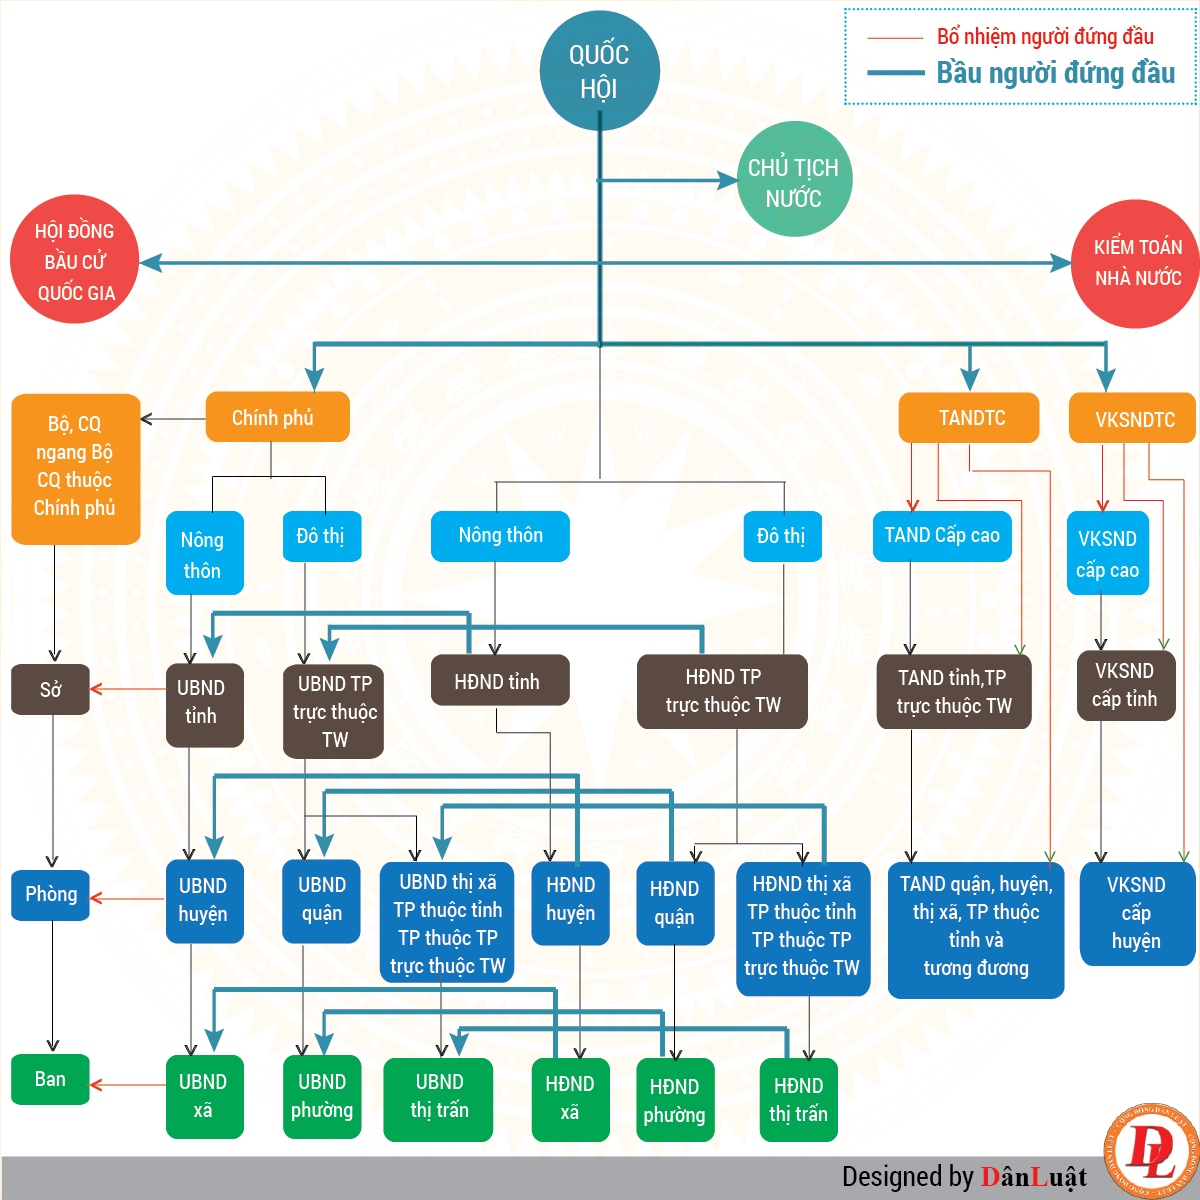 QUỐC
HỘI
Bổ nhiệm người đứng đầu
Bầu người đứng đầu
CHỦ TỊCH
NƯỚC
HỘI ĐỒNG
BẦU CỬ
QUỐC GIA
KIỂM TOÁN
NHÀ NƯỚC
Bộ, CQ
ngang Bộ
CQ thuộc
Chính phủ
Chính phủ
TANDTC
VKSNDTC
Nông
thôn
Đô thị
Nông thôn
Đô thị
TAND Cấp cao
VKSND
cấp cao
Sở
UBND
tỉnh
UBND TP
trực thuộc
TW
HĐND tỉnh
HĐND TP
trực thuộc TW
TAND tỉnh,TP
trực thuộc TW
VKSND
cấp tỉnh
Phòng
UBND
huyện
UBND
quận
UBND thị xã
TP thuộc tỉnh
TP thuộc TP
trực thuộc TW
HĐND
huyện
HĐND
quận
HĐND thị xã
TP thuộc tỉnh
TP thuộc TP
trực thuộc TW
TAND quận, huyện,
thị xã, TP thuộc
tỉnh và
tương đương
VKSND
cấp
huyện
Ban
UBND
xã
UBND
phường
UBND
thị trấn
HĐND
xã
HĐND
phường
HĐND
thị trấn
Designed by DânLuật
DL